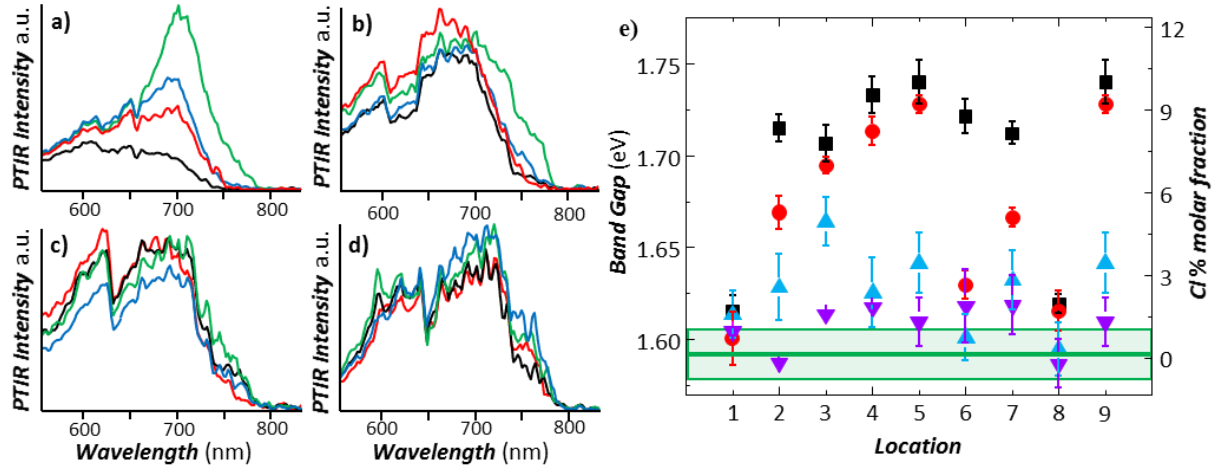 a)
PTIR Intensity a.u.
600
700
800
b)
PTIR Intensity a.u.
600
700
800
c)
PTIR Intensity a.u.
600
700
800
Wavelength (nm)
d)
PTIR Intensity a.u.
600
700
800
Wavelength (nm)
e)
Band Gap (eV)
1.75
1.70
1.65
1.60
12
9
6
3
0
Cl % molar fraction
1 2 3 4 5 6 7 8 9
Location